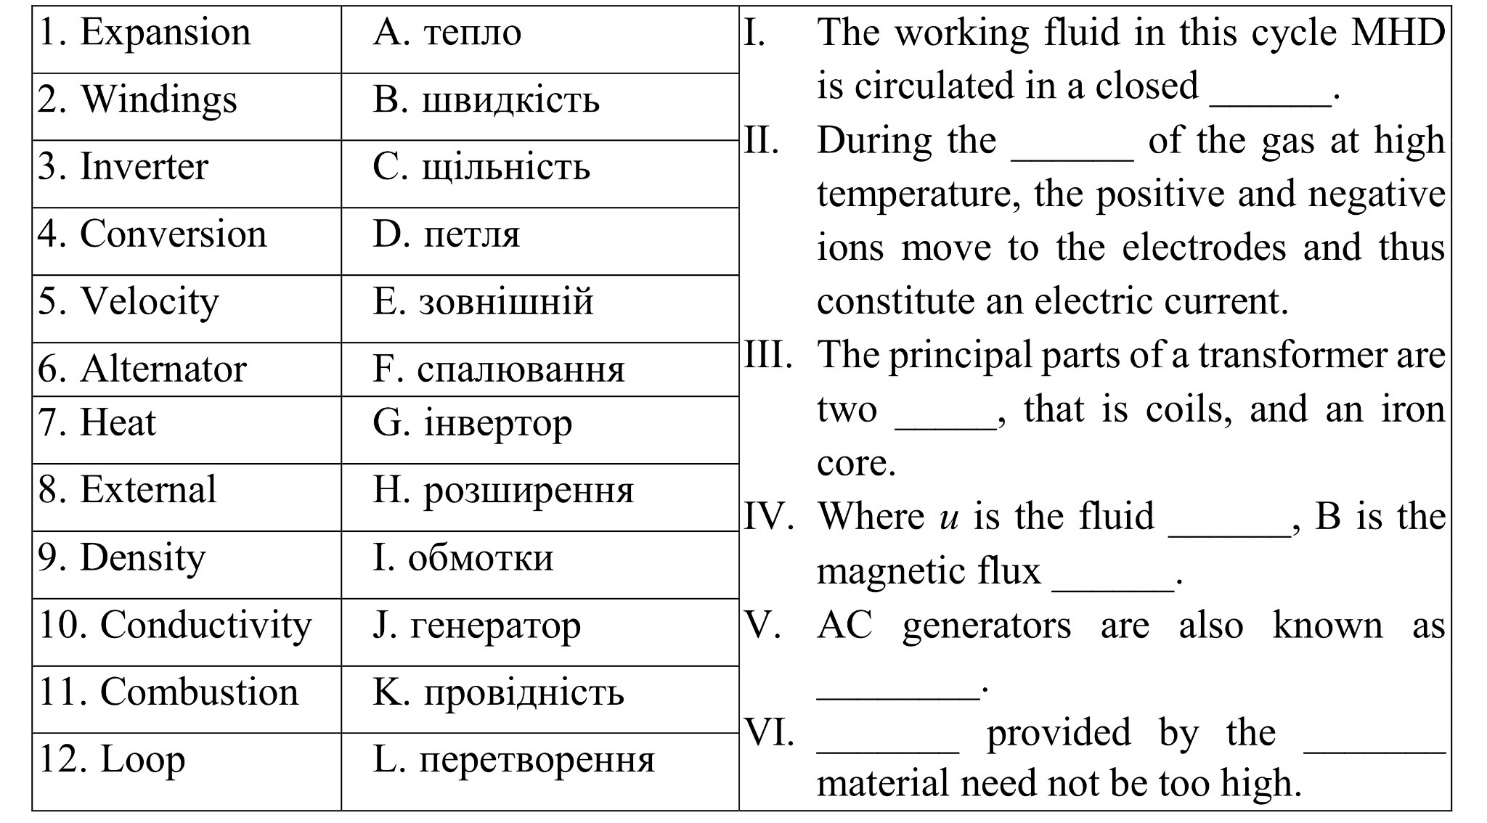 1. Expansion
A. тепло
2. Windings
B. швидкість
3. Inverter
C. щільність
4. Conversion
D. петля
5. Velocity
E. зовнішній
6. Alternator
F. спалювання
7. Heat
G. інвертор
8. External
H. розширення
9. Density
I. обмотки
10. Conductivity
J. генератор
11. Combustion
K. провідність
12. Loop
L. перетворення
I. The working fluid in this cycle MHD
is circulated in a closed ______.
II. During the ______ of the gas at high
temperature, the positive and negative
ions move to the electrodes and thus
constitute an electric current.
III. The principal parts of a transformer are
two _____, that is coils, and an iron
core.
IV. Where u is the fluid ______, B is the
magnetic flux ______.
V. AC generators are also known as
________.
VI. _______ provided by the _______
material need not be too high.